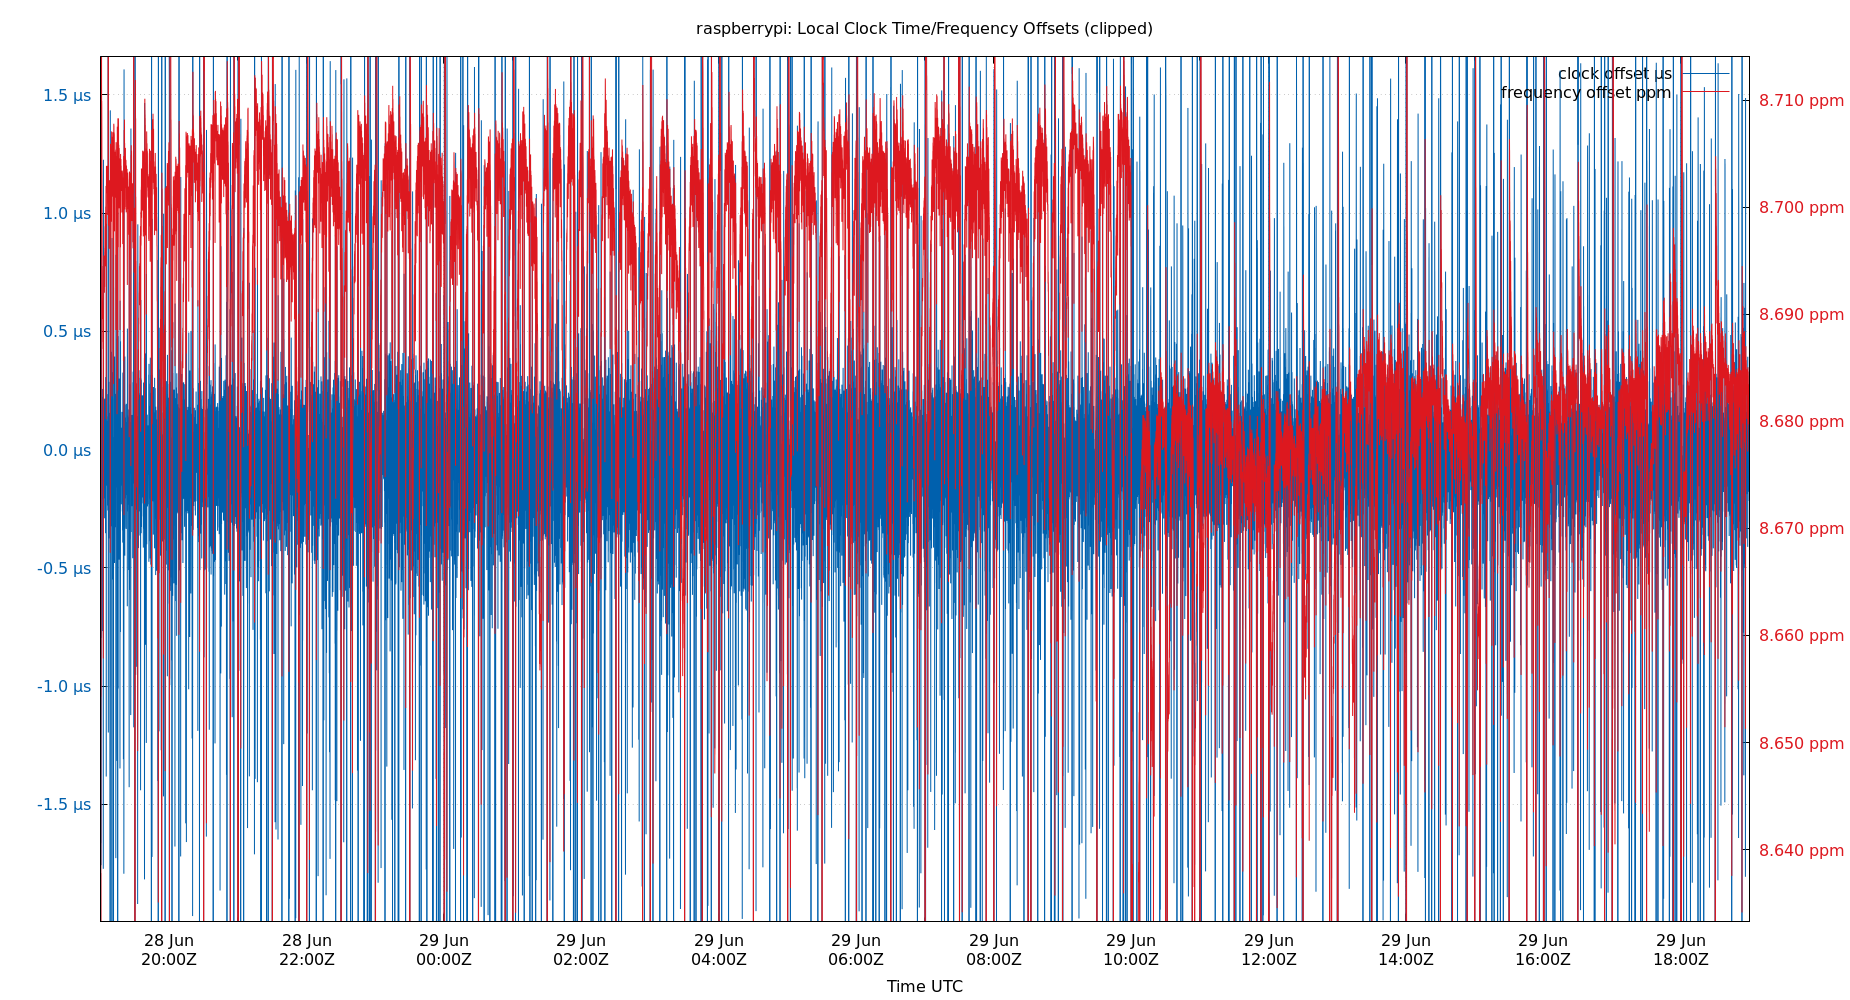 raspberrypi: Local Clock Time/Frequency Offsets (clipped)
clock offset µs
frequency offset ppm
1.5 µs
1.0 µs
0.5 µs
0.0 µs
-0.5 µs
-1.0 µs
-1.5 µs
8.710 ppm
8.700 ppm
8.690 ppm
8.680 ppm
8.670 ppm
8.660 ppm
8.650 ppm
8.640 ppm
28 Jun 28 Jun 29 Jun 29 Jun 29 Jun 29 Jun 29 Jun 29 Jun 29 Jun 29 Jun 29 Jun 29 Jun
20:00Z 22:00Z 00:00Z 02:00Z 04:00Z 06:00Z 08:00Z 10:00Z 12:00Z 14:00Z 16:00Z 18:00Z
Time UTC